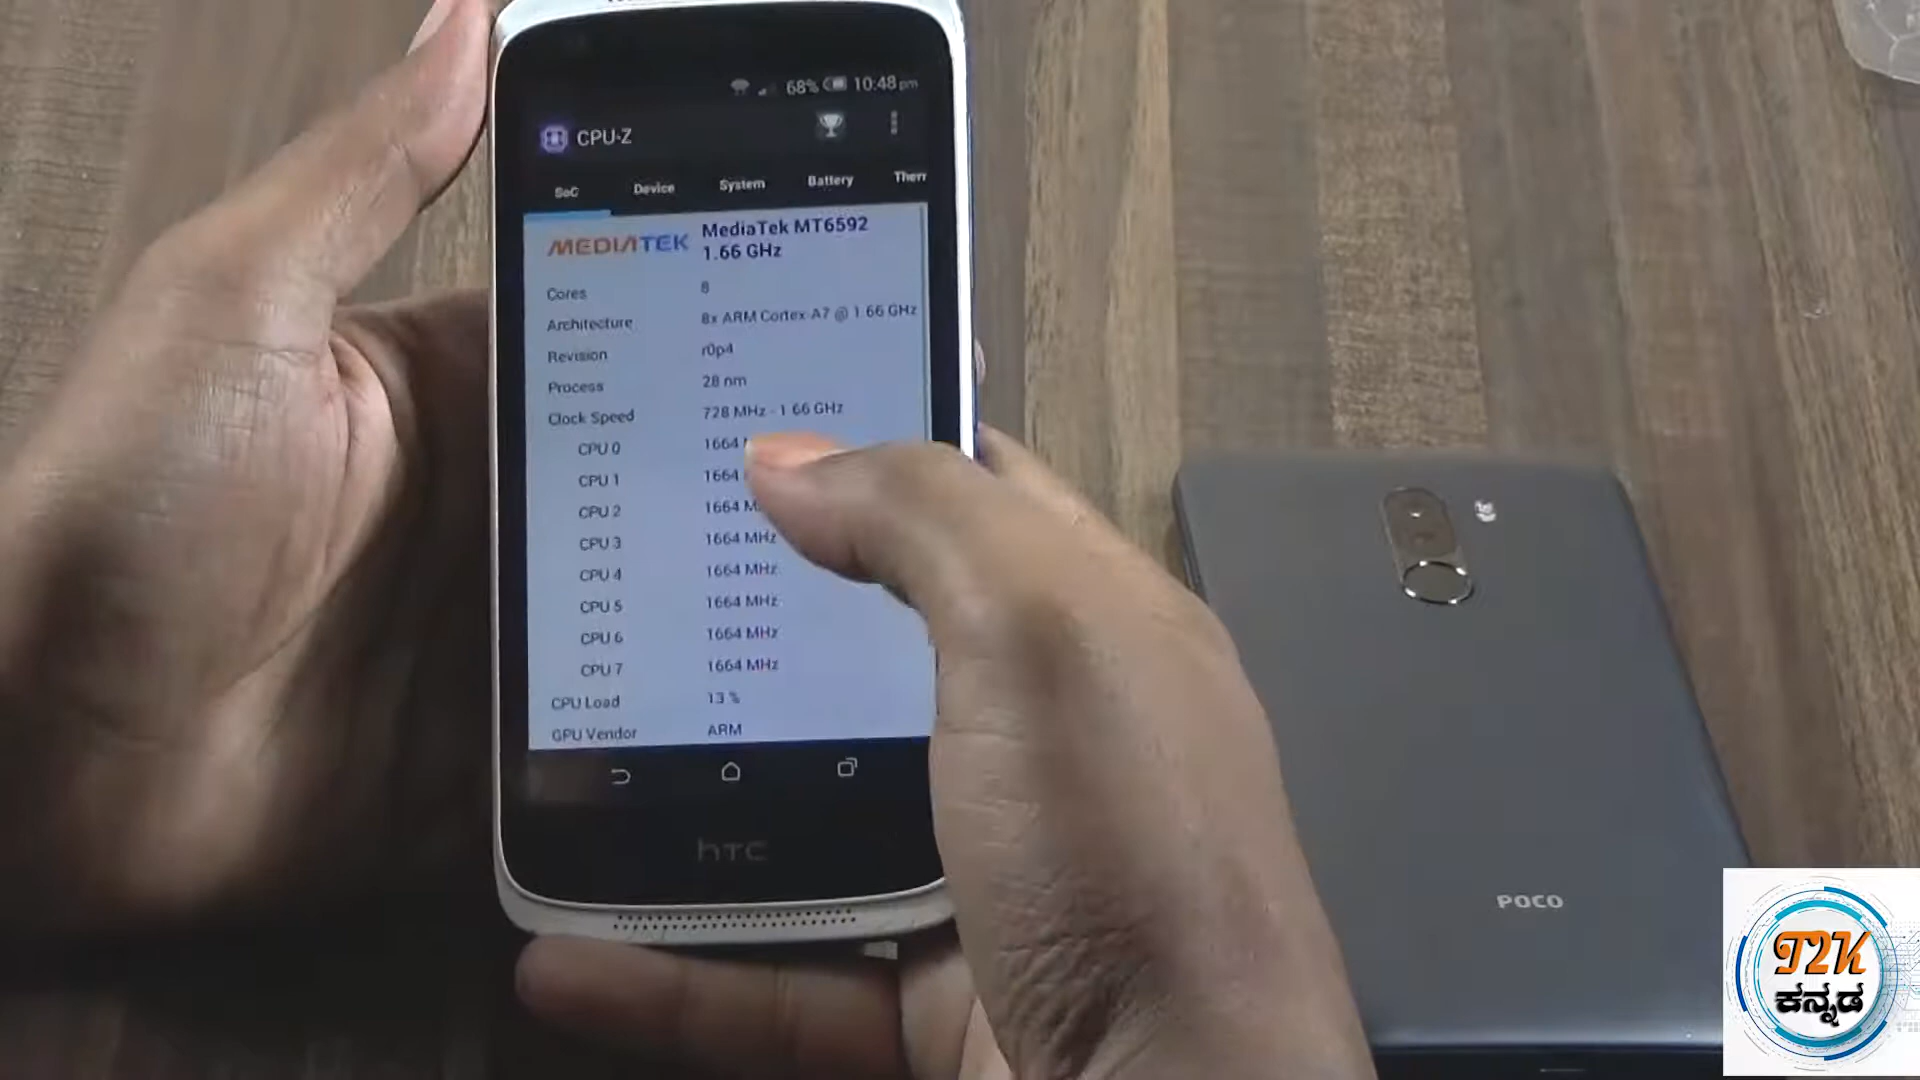 68% 10:48 pm
CPU-Z
SoC Device System Battery
MEDIATEK
MediaTek MT6592
1.66 GHz
Cores 8
Architecture 8x ARM Cortex-A7 @ 1.66 GHz
Revision r0p4
Process 28 nm
Clock Speed 728 MHz - 1.66 GHz
CPU 0 1664
CPU 1 1664
CPU 2 1664
CPU 3 1664 MHz
CPU 4 1664 MHz
CPU 5 1664 MHz
CPU 6 1664 MHz
CPU 7 1664 MHz
CPU Load 13 %
GPU Vendor ARM
hTC
POCO
T2K
ಕನ್ನಡ